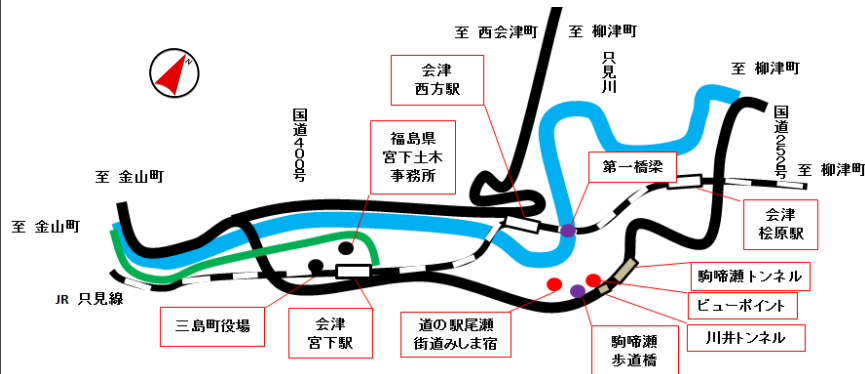 至 西会津町
至 柳津町
只見川
至 柳津町
会津
西方駅
国道252号
国道400号
福島県
宮下土木
事務所
第一橋梁
至 柳津町
至 金山町
至 金山町
会津
桧原駅
駒啼瀬トンネル
ビューポイント
JR 只見線
三島町役場
会津
宮下駅
道の駅尾瀬
街道みしま宿
駒啼瀬
歩道橋
川井トンネル